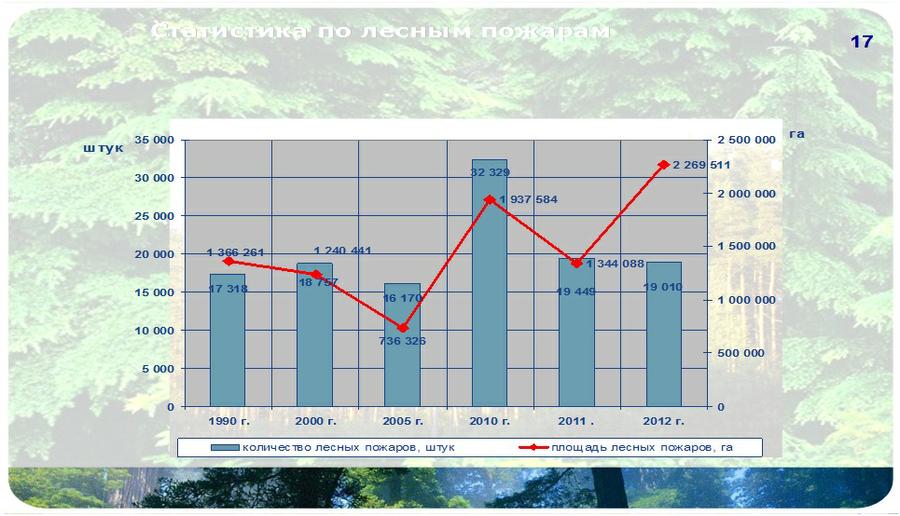 Статистика по лесным пожарам
17
штук
га
35 000
30 000
25 000
20 000
15 000
10 000
5 000
0
2 500 000
2 000 000
1 500 000
1 000 000
500 000
0
32 329
2 269 511
1 937 584
1 366 261
1 240 441
1 344 088
17 318
18 757
16 170
19 449
19 010
736 326
1990 г.
2000 г.
2005 г.
2010 г.
2011 .
2012 г.
количество лесных пожаров, штук
площадь лесных пожаров, га